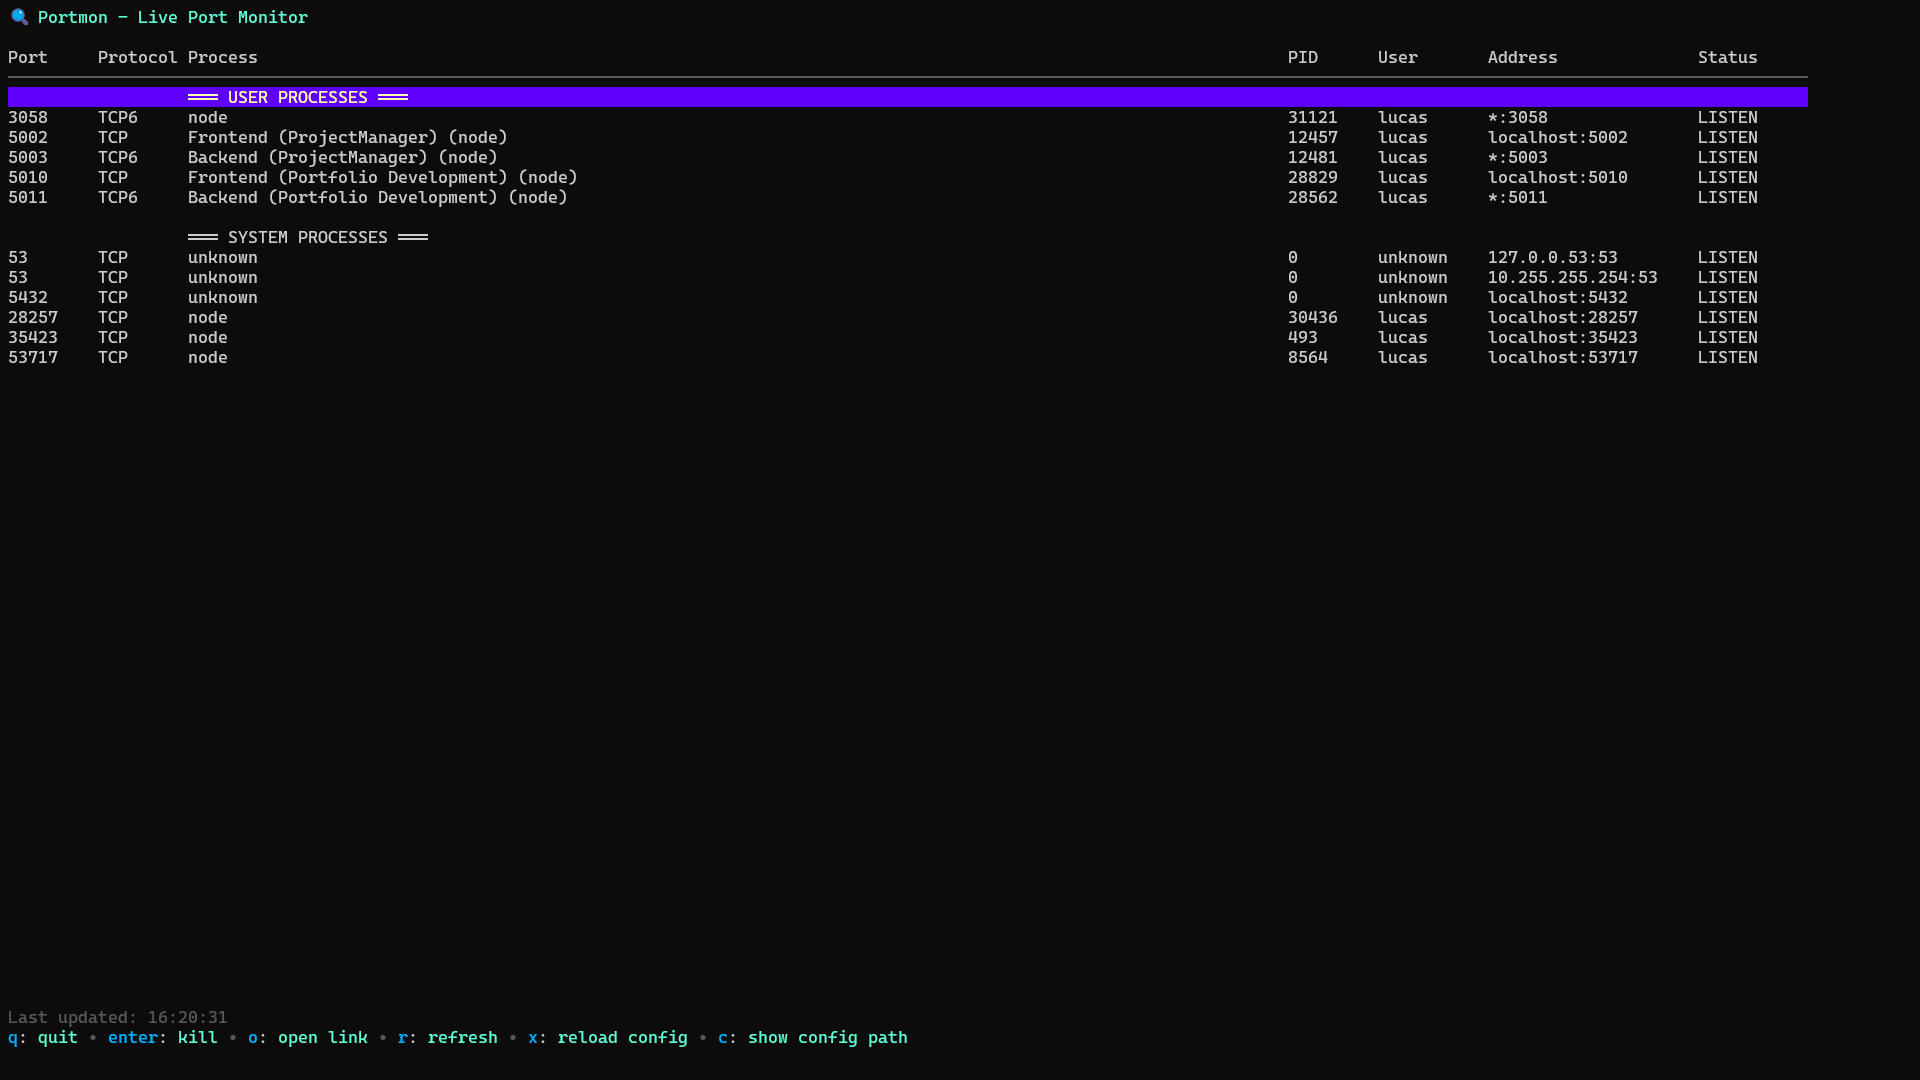 Portmon – Live Port Monitor
Port Protocol Process PID User Address Status
═══ USER PROCESSES ═══
3058 TCP6 node 31121 lucas *:3058 LISTEN
5002 TCP Frontend (ProjectManager) (node) 12457 lucas localhost:5002 LISTEN
5003 TCP6 Backend (ProjectManager) (node) 12481 lucas *:5003 LISTEN
5010 TCP Frontend (Portfolio Development) (node) 28829 lucas localhost:5010 LISTEN
5011 TCP6 Backend (Portfolio Development) (node) 28562 lucas *:5011 LISTEN
═══ SYSTEM PROCESSES ═══
53 TCP unknown 0 unknown 127.0.0.53:53 LISTEN
53 TCP unknown 0 unknown 10.255.255.254:53 LISTEN
5432 TCP unknown 0 unknown localhost:5432 LISTEN
28257 TCP node 30436 lucas localhost:28257 LISTEN
35423 TCP node 493 lucas localhost:35423 LISTEN
53717 TCP node 8564 lucas localhost:53717 LISTEN
Last updated: 16:20:31
q: quit • enter: kill • o: open link • r: refresh • x: reload config • c: show config path